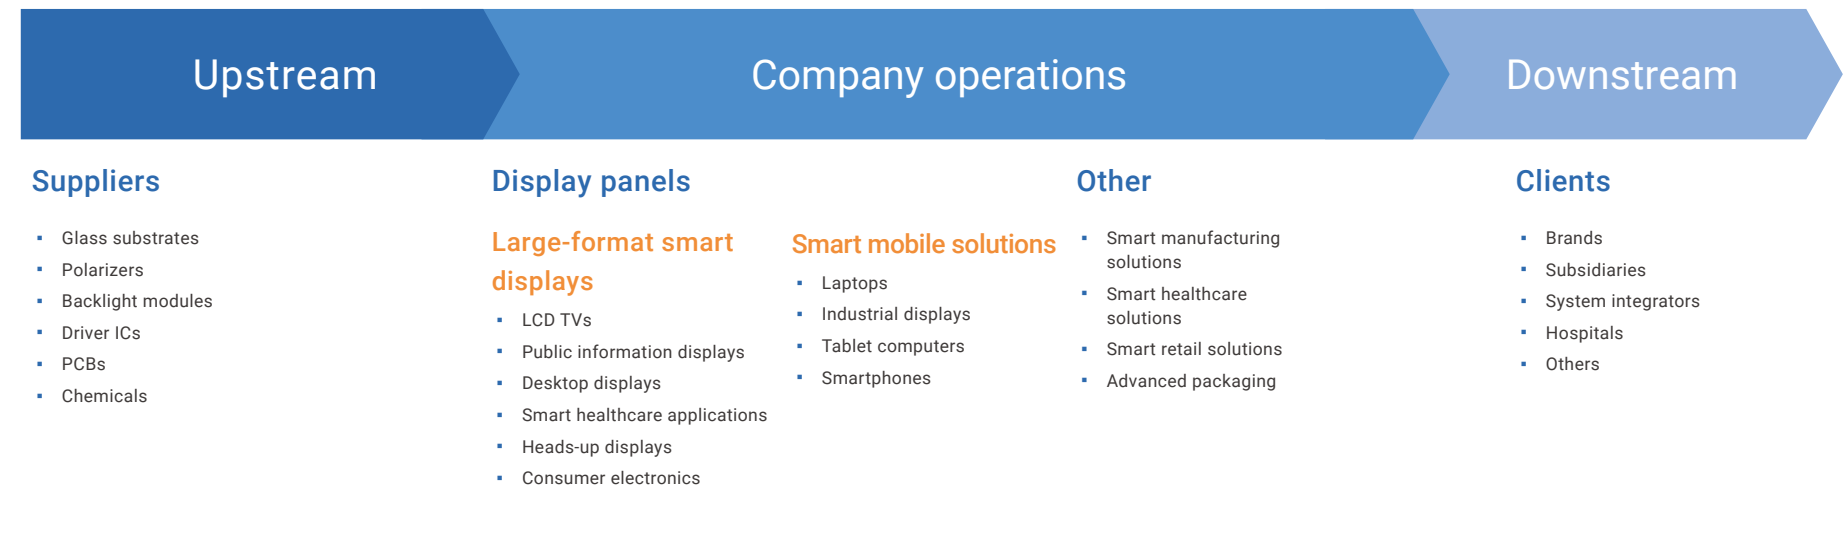 Upstream
Company operations
Downstream
Suppliers
▪ Glass substrates
▪ Polarizers
▪ Backlight modules
▪ Driver ICs
▪ PCBs
▪ Chemicals
Display panels
Large-format smart
displays
▪ LCD TVs
▪ Public information displays
▪ Desktop displays
▪ Smart healthcare applications
▪ Heads-up displays
▪ Consumer electronics
Smart mobile solutions
▪ Laptops
▪ Industrial displays
▪ Tablet computers
▪ Smartphones
Other
▪ Smart manufacturing
solutions
▪ Smart healthcare
solutions
▪ Smart retail solutions
▪ Advanced packaging
Clients
▪ Brands
▪ Subsidiaries
▪ System integrators
▪ Hospitals
▪ Others